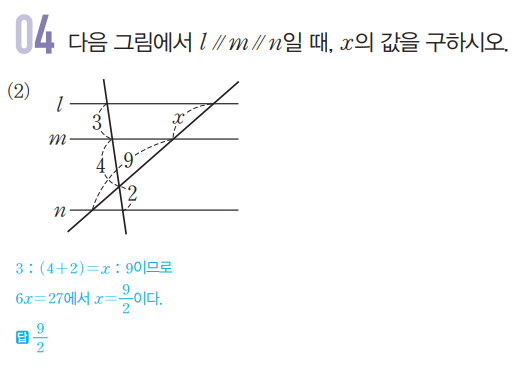 04 다음 그림에서 l // m // n일 때, x의 값을 구하시오.
(2)
l
3
x
m
4
9
2
n
3 : (4+2)=x : 9이므로
6x=27에서 x=9/2이다.
답 9/2